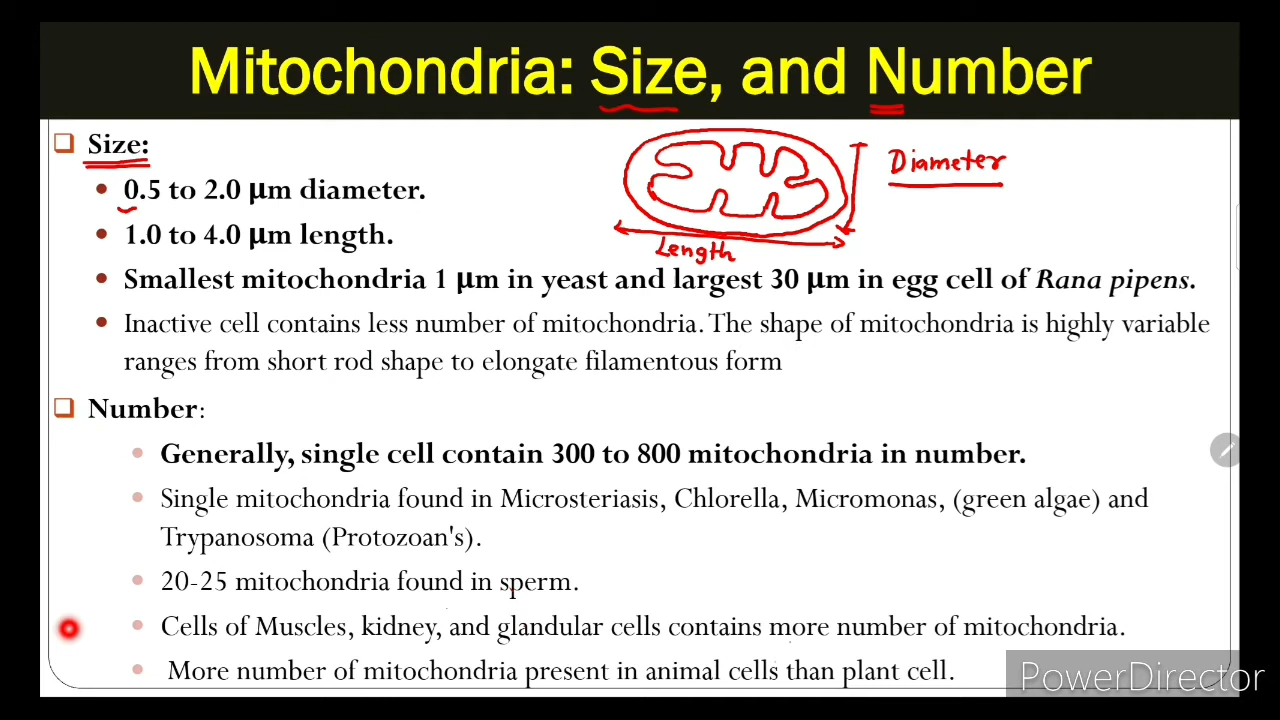 Mitochondria: Size, and Number
Size:
0.5 to 2.0 µm diameter.
Diameter
1.0 to 4.0 µm length.
Length
Smallest mitochondria 1 µm in yeast and largest 30 µm in egg cell of Rana pipens.
Inactive cell contains less number of mitochondria. The shape of mitochondria is highly variable
ranges from short rod shape to elongate filamentous form
Number:
Generally, single cell contain 300 to 800 mitochondria in number.
Single mitochondria found in Microsteriasis, Chlorella, Micromonas, (green algae) and
Trypanosoma (Protozoan's).
20-25 mitochondria found in sperm.
Cells of Muscles, kidney, and glandular cells contains more number of mitochondria.
More number of mitochondria present in animal cells than plant cell.
PowerDirector